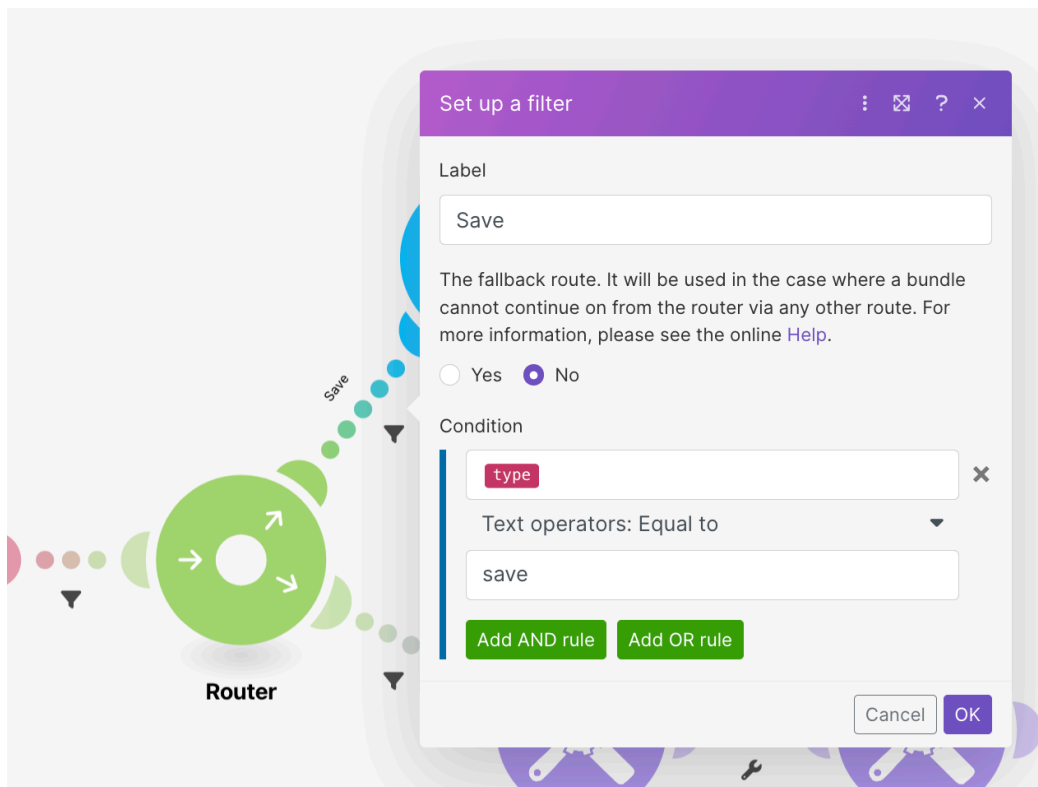 Set up a filter
?
Label
Save
The fallback route. It will be used in the case where a bundle
cannot continue on from the router via any other route. For
more information, please see the online Help.
Yes No
Condition
type
Text operators: Equal to
save
Add AND rule Add OR rule
Cancel OK
Save
Router